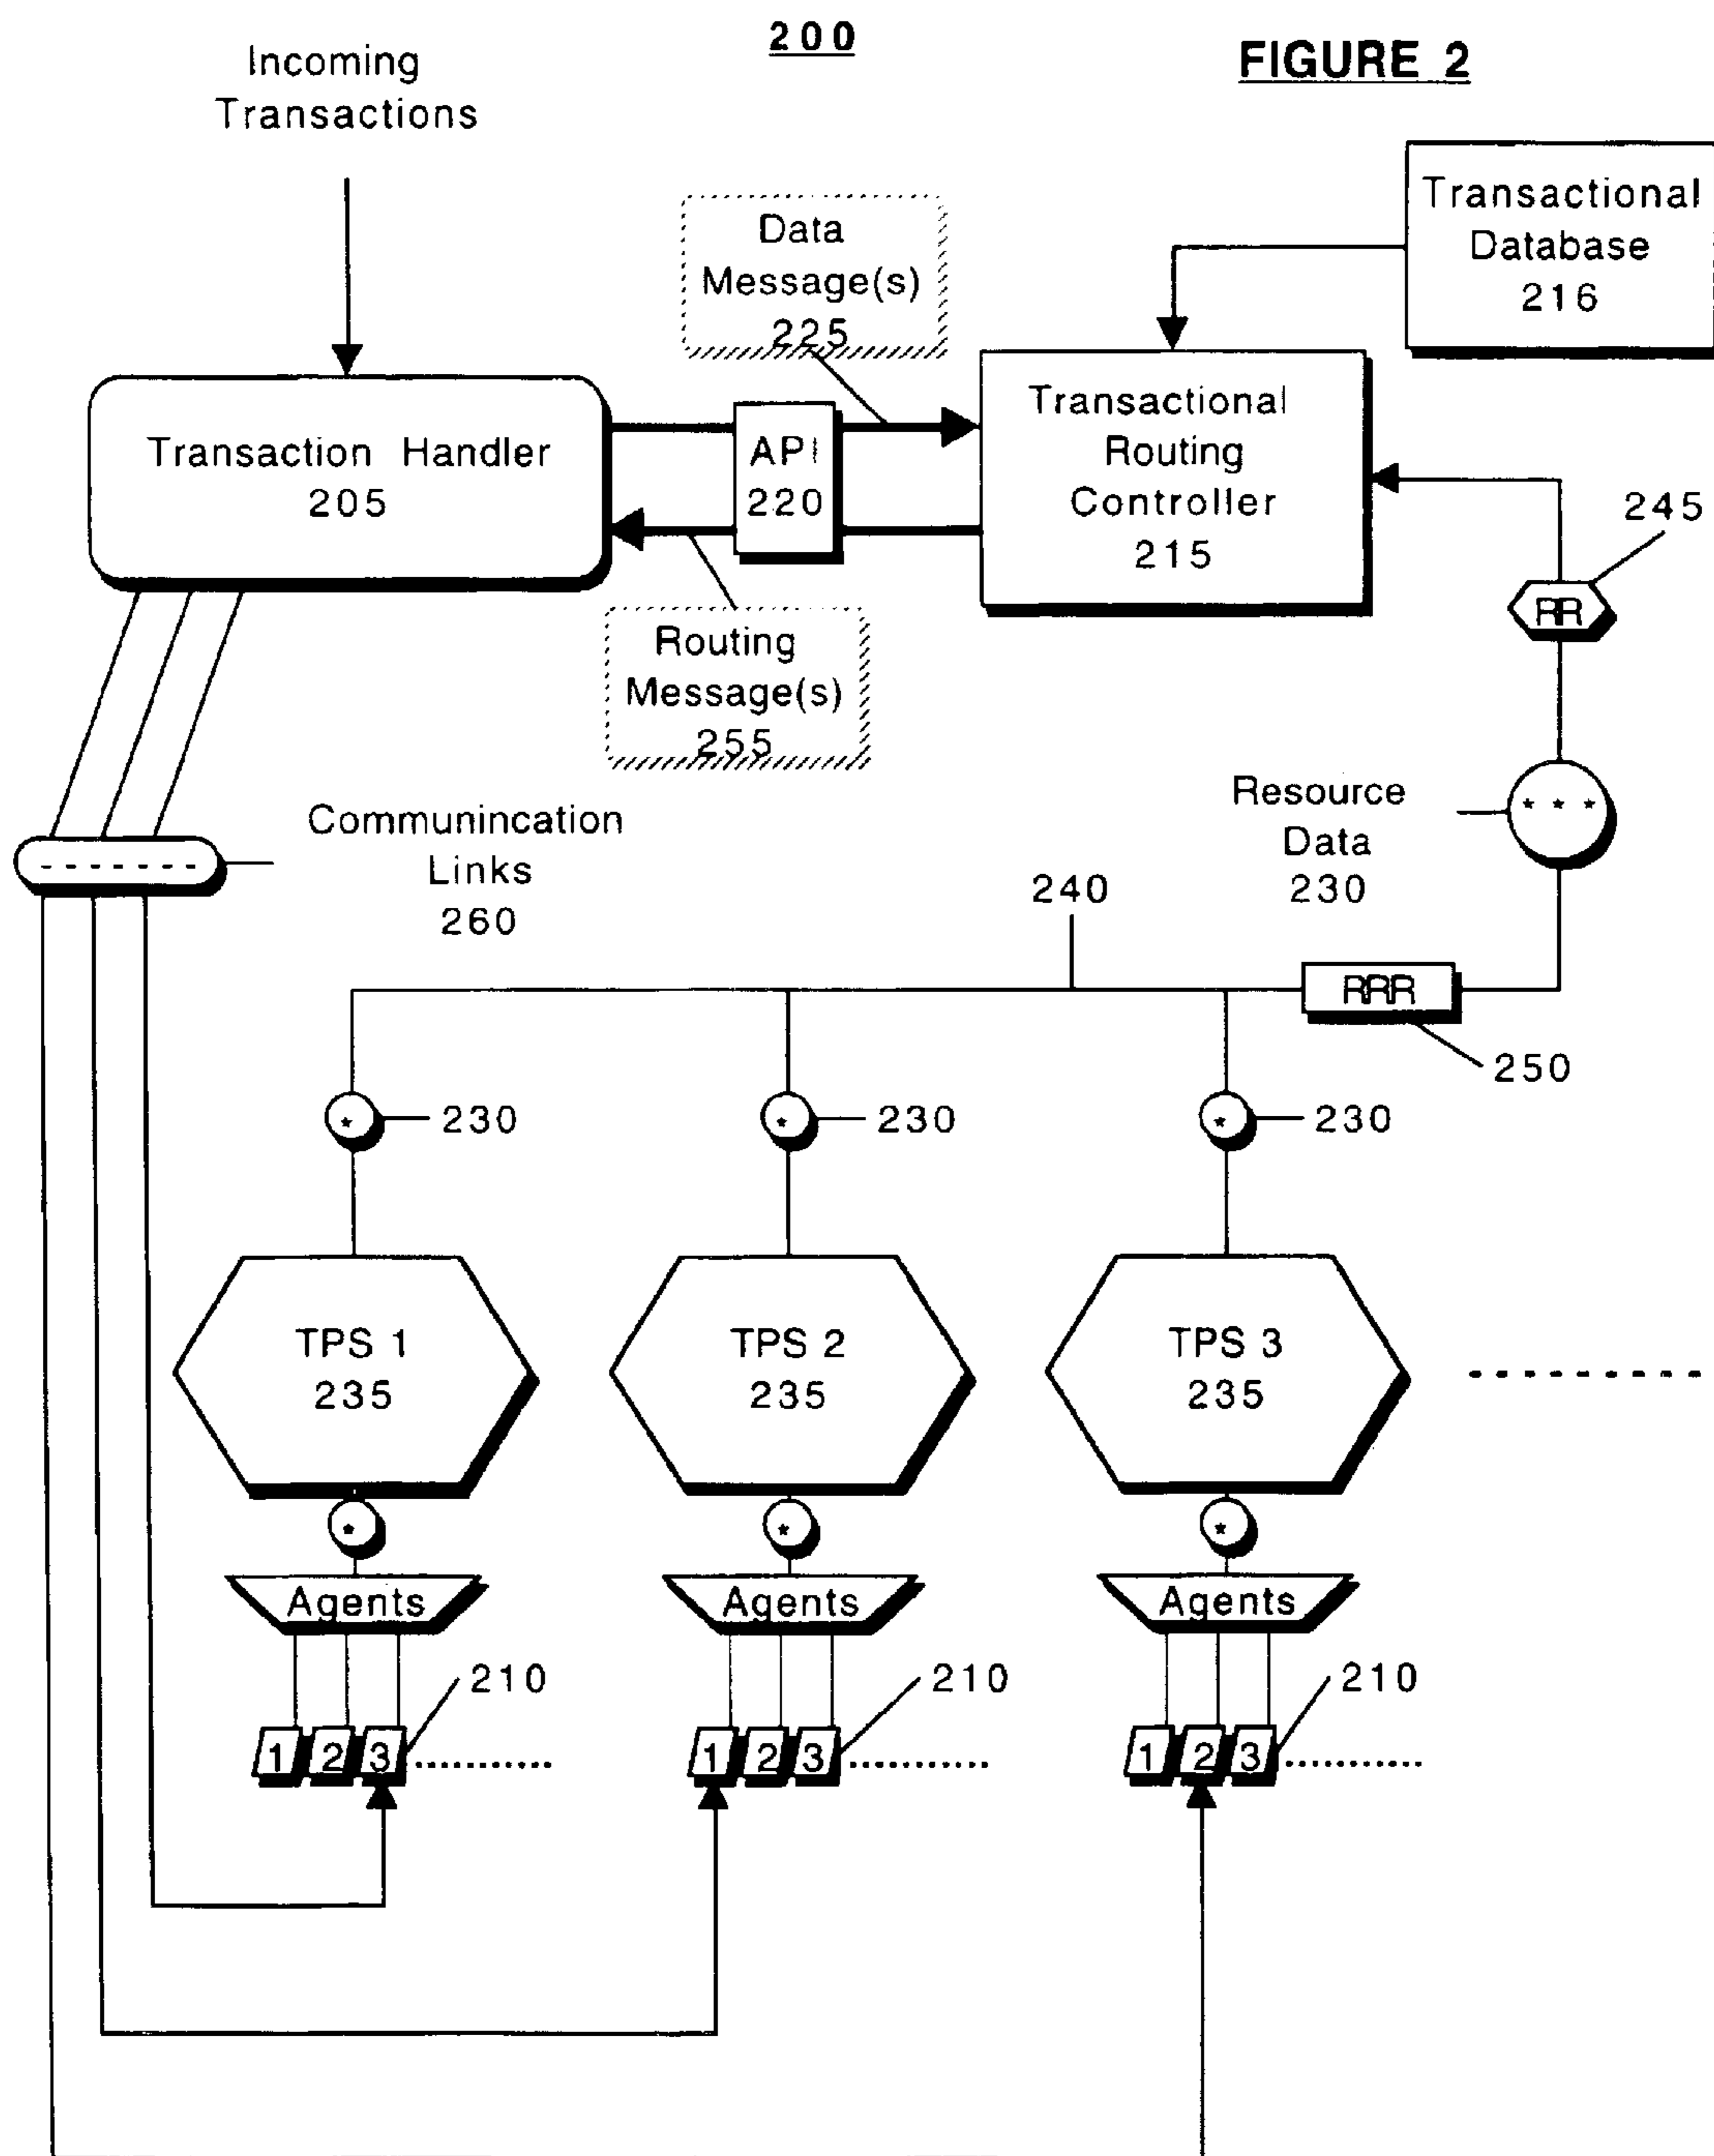 200
FIGURE 2
Incoming
Transactions
Transactional
Database
216
Data
Message(s)
225
Transaction Handler
205
API
220
Transactional
Routing
Controller
215
245
RR
Routing
Message(s)
255
* * *
Resource
Data
230
Communincation
Links
260
240
RRR
250
* 230
* 230
* 230
TPS 1
235
TPS 2
235
TPS 3
235
*
*
*
Agents
Agents
Agents
210
210
210
1 2 3
1 2 3
1 2 3